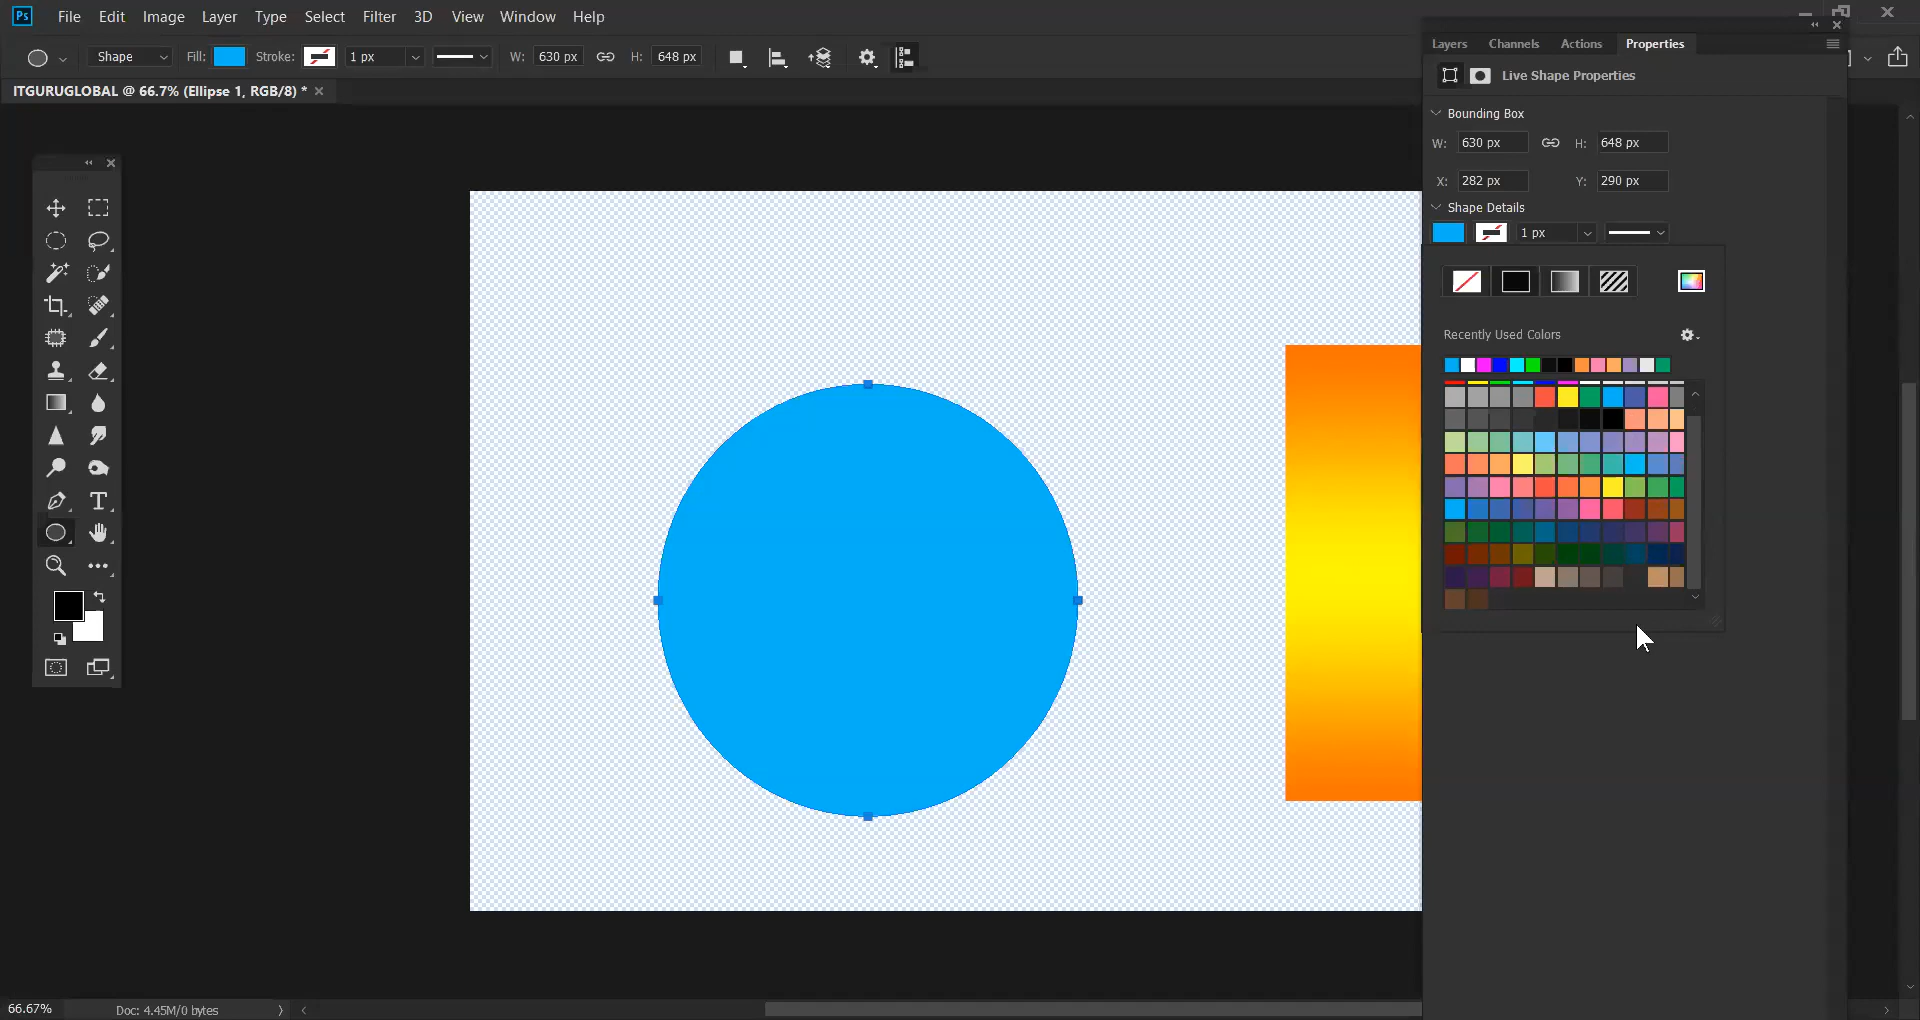 Ps File Edit Image Layer Type Select Filter 3D View Window Help
Shape Fill: Stroke: 1 px W: 630 px H: 648 px
ITGURUGLOBAL @ 66.7% (Ellipse 1, RGB/8) * ×
Layers Channels Actions Properties
Live Shape Properties
Bounding Box
W: 630 px H: 648 px
X: 282 px Y: 290 px
Shape Details
1 px
Recently Used Colors
T
66.67% Doc: 4.45M/0 bytes